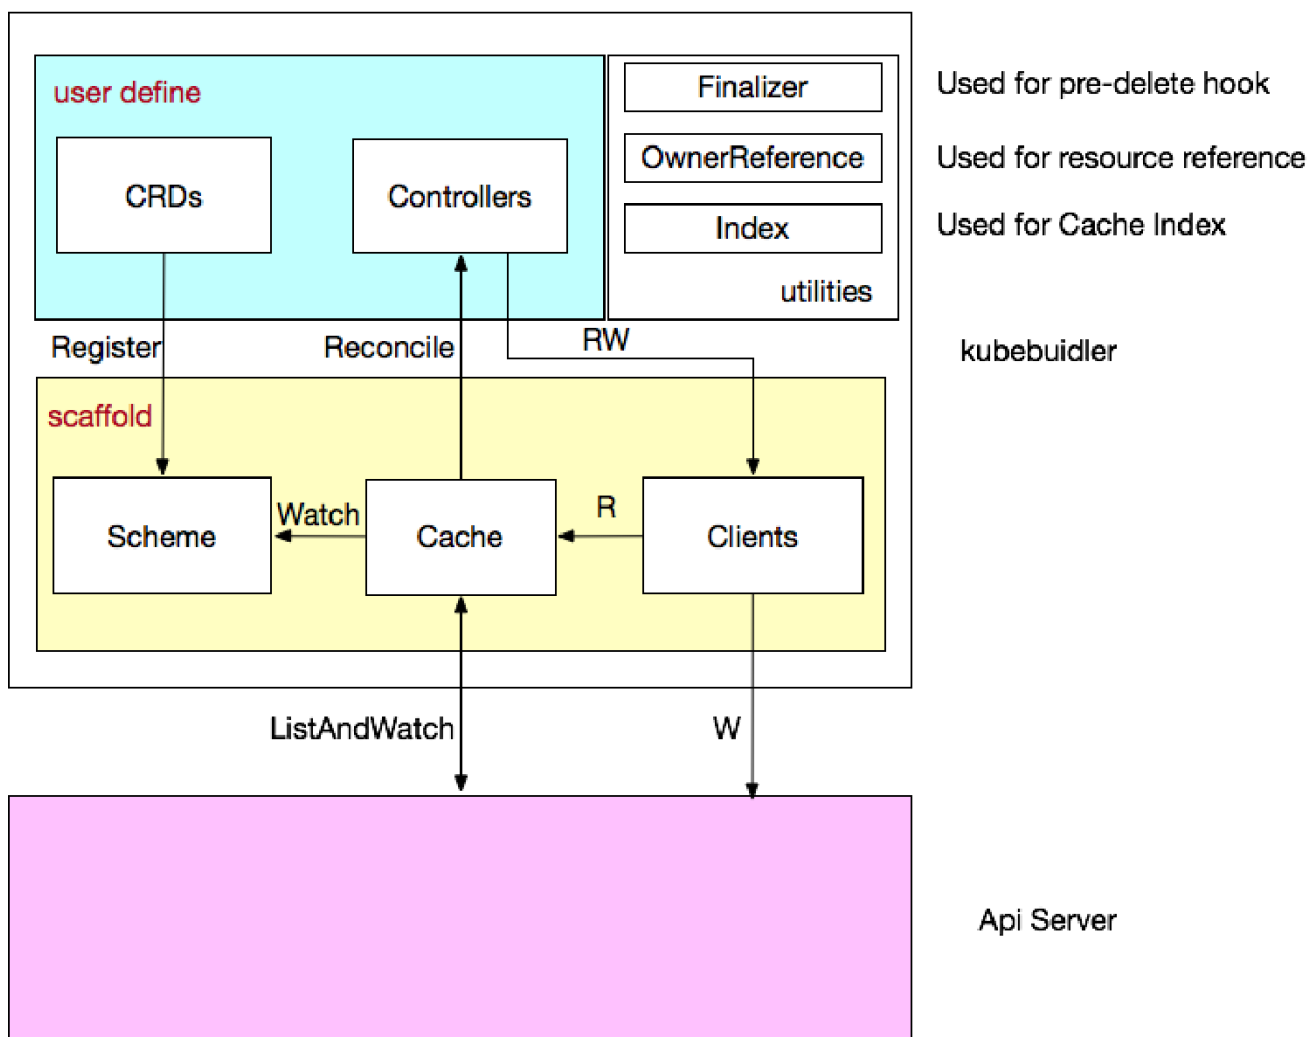 user define
Finalizer
Used for pre-delete hook
CRDs
Controllers
OwnerReference
Used for resource reference
Index
Used for Cache Index
utilities
Register
Reconcile
RW
kubebuidler
scaffold
Scheme
Watch
Cache
R
Clients
ListAndWatch
W
Api Server